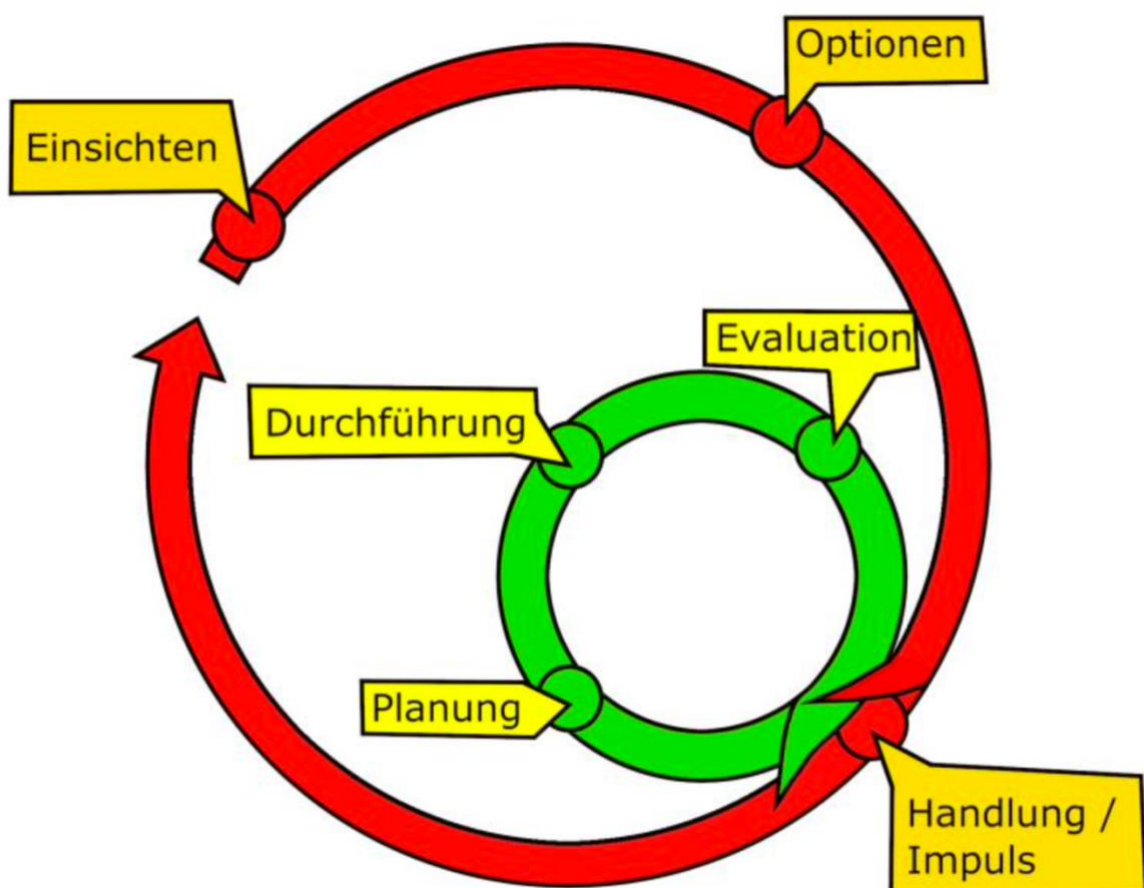 Optionen
Einsichten
Evaluation
Durchführung
Planung
Handlung /
Impuls